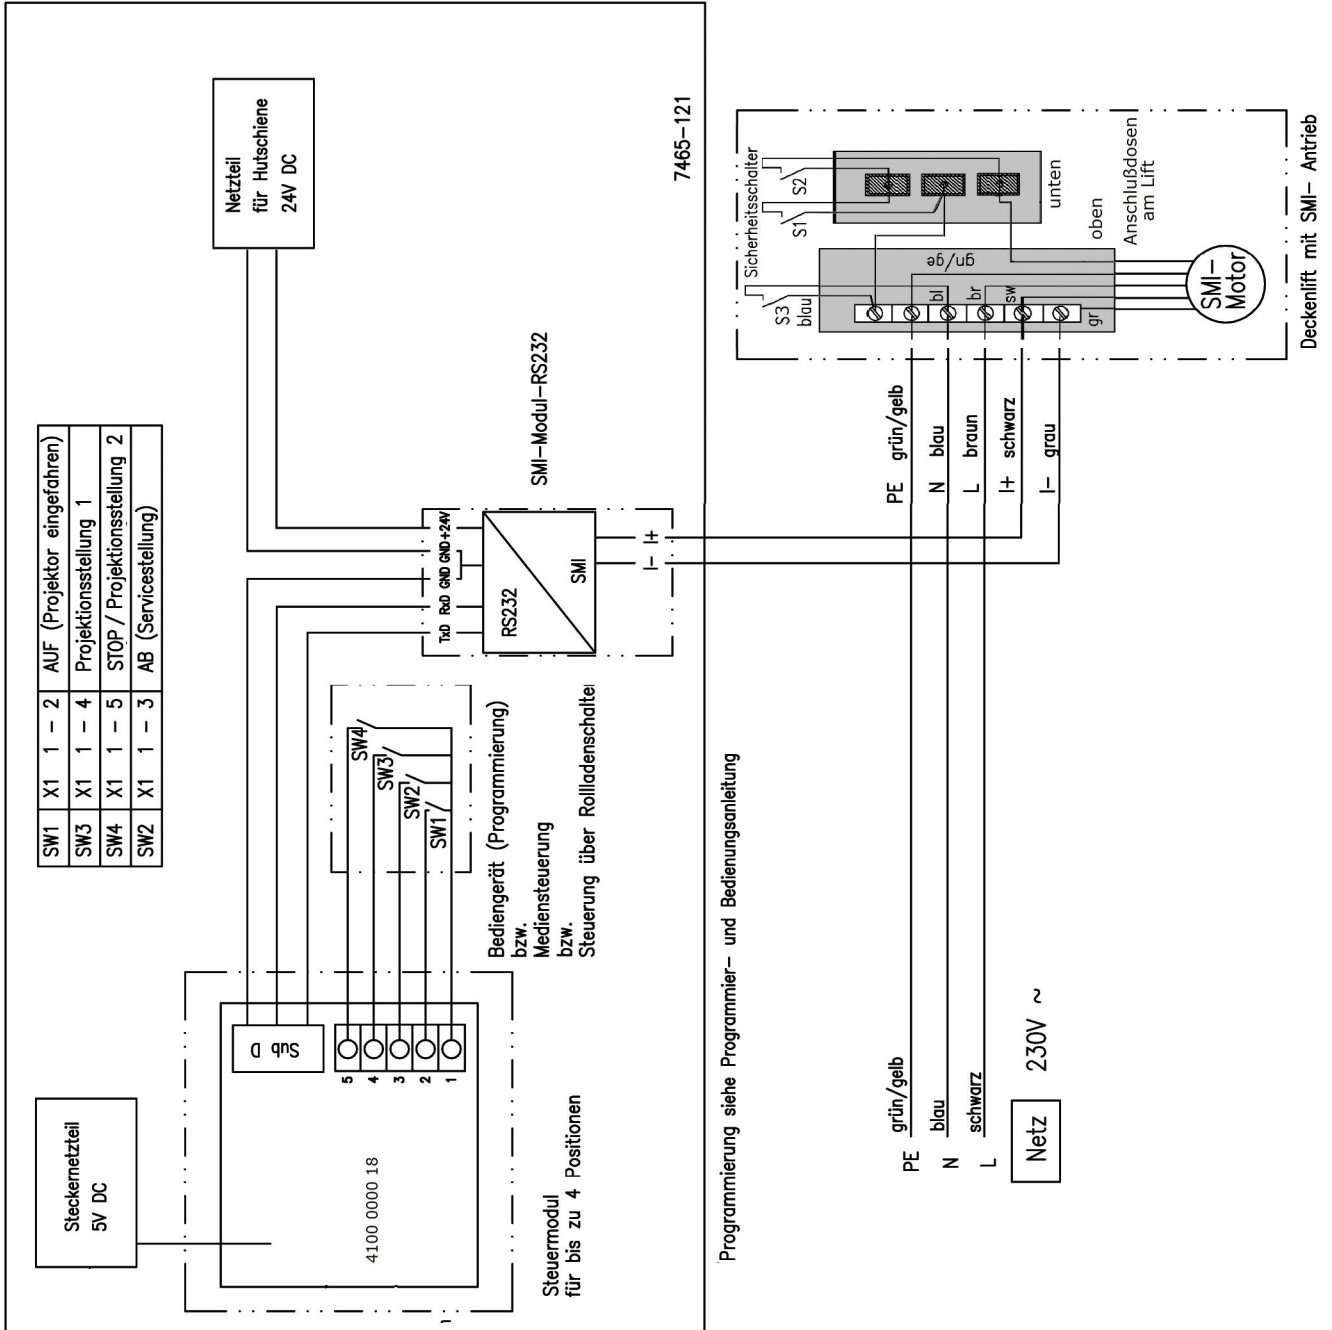 Netzteil
für Hutschiene
24V DC
7465-121
SW1 X1 1 - 2 AUF (Projektor eingefahren)
SW3 X1 1 - 4 Projektionsstellung 1
SW4 X1 1 - 5 STOP / Projektionsstellung 2
SW2 X1 1 - 3 AB (Servicestellung)
SMI-Modul-RS232
TxD RxD GND GND +24V
RS232
SMI
I- I+
SW4
SW3
SW2
SW1
Bediengerät (Programmierung)
bzw.
Mediensteuerung
bzw.
Steuerung über Rollladenschalter
Sub D
5
4
3
2
1
Steckernetzteil
5V DC
4100 0000 18
Steuermodul
für bis zu 4 Positionen
Programmierung siehe Programmier- und Bedienungsanleitung
Sicherheitsschalter
S1
S2
S3
blau
unten
oben
Anschlußdosen
am Lift
gn/ge
bl
br
sw
gr
SMI-
Motor
Deckenlift mit SMI- Antrieb
PE grün/gelb
N blau
L braun
I+ schwarz
I- grau
PE grün/gelb
N blau
L schwarz
Netz 230V ~